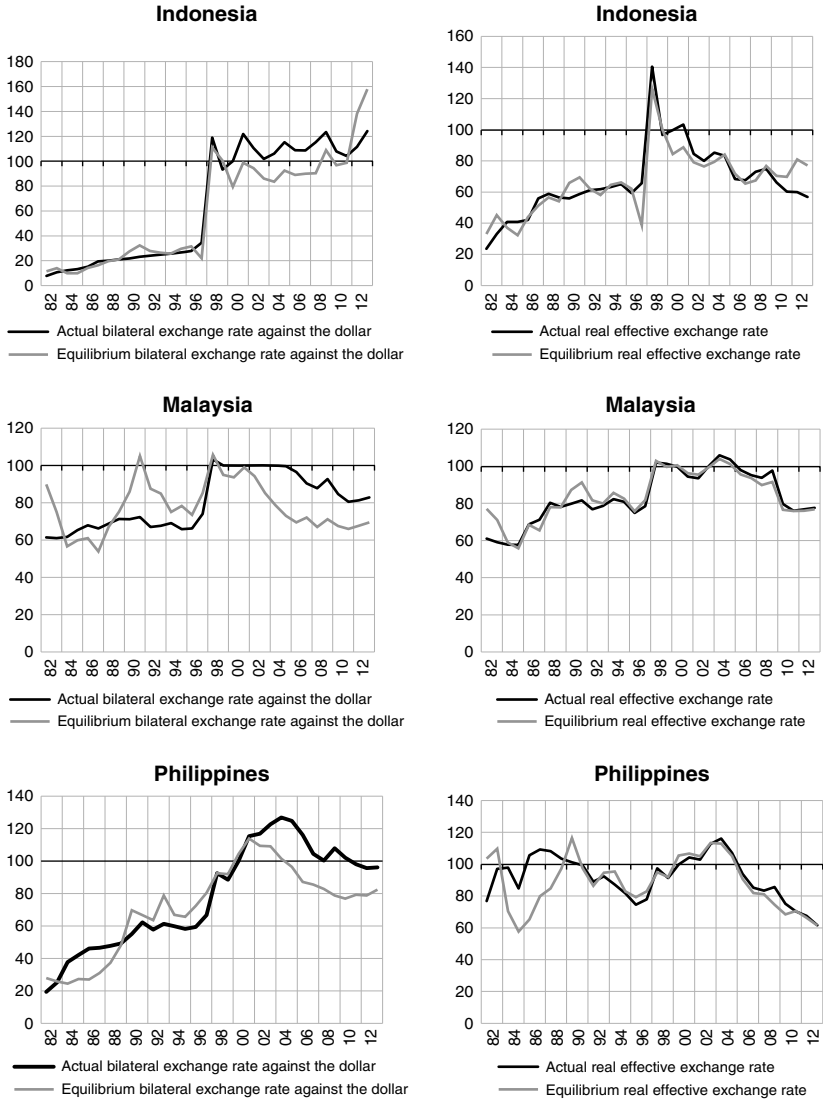 Indonesia
180
160
140
120
100
80
60
40
20
0
82 84 86 88 90 92 94 96 98 00 02 04 06 08 10 12
Actual bilateral exchange rate against the dollar
Equilibrium bilateral exchange rate against the dollar
Indonesia
160
140
120
100
80
60
40
20
0
82 84 86 88 90 92 94 96 98 00 02 04 06 08 10 12
Actual real effective exchange rate
Equilibrium real effective exchange rate
Malaysia
120
100
80
60
40
20
0
82 84 86 88 90 92 94 96 98 00 02 04 06 08 10 12
Actual bilateral exchange rate against the dollar
Equilibrium bilateral exchange rate against the dollar
Malaysia
120
100
80
60
40
20
0
82 84 86 88 90 92 94 96 98 00 02 04 06 08 10 12
Actual real effective exchange rate
Equilibrium real effective exchange rate
Philippines
140
120
100
80
60
40
20
0
82 84 86 88 90 92 94 96 98 00 02 04 06 08 10 12
Actual bilateral exchange rate against the dollar
Equilibrium bilateral exchange rate against the dollar
Philippines
140
120
100
80
60
40
20
0
82 84 86 88 90 92 94 96 98 00 02 04 06 08 10 12
Actual real effective exchange rate
Equilibrium real effective exchange rate